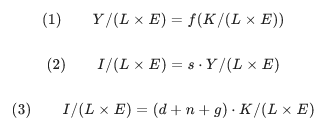 (1) Y/(L × E) = f(K/(L × E))
(2) I/(L × E) = s · Y/(L × E)
(3) I/(L × E) = (d + n + g) · K/(L × E)